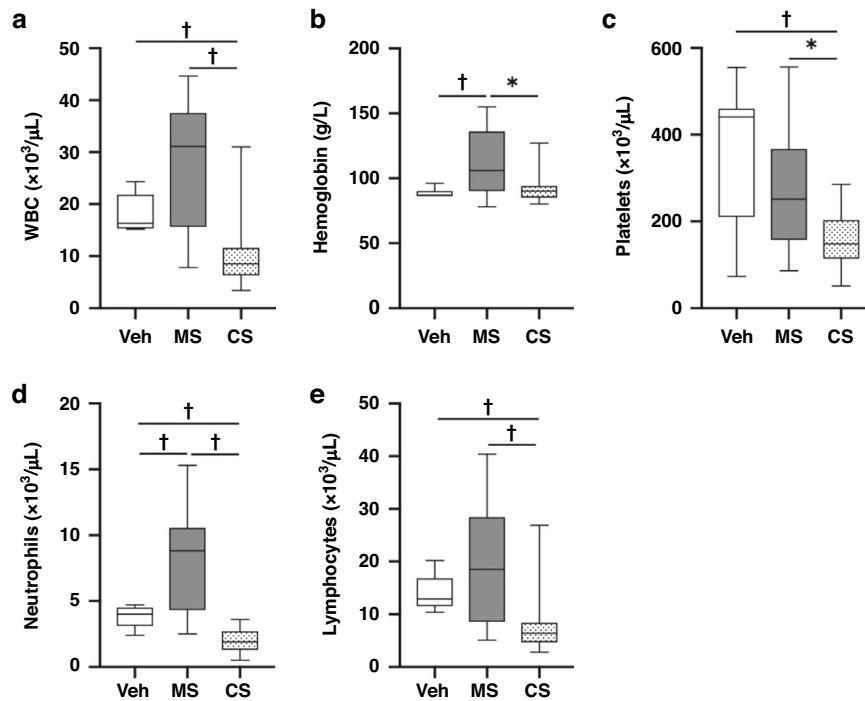 a
†
†
WBC (×10³/μL)
50
40
30
20
10
0
Veh MS CS
b
†
*
Hemoglobin (g/L)
200
150
100
50
0
Veh MS CS
c
†
*
Platelets (×10³/μL)
600
400
200
0
Veh MS CS
d
†
† †
Neutrophils (×10³/μL)
20
15
10
5
0
Veh MS CS
e
†
†
Lymphocytes (×10³/μL)
50
40
30
20
10
0
Veh MS CS